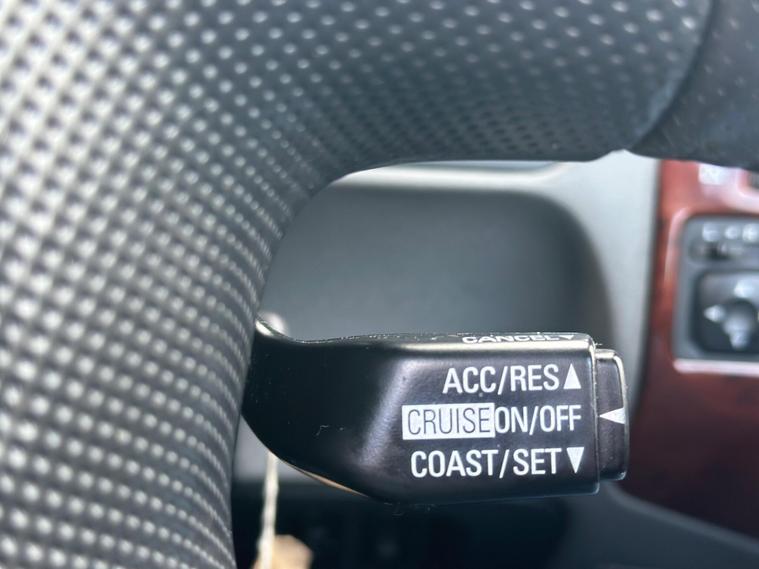 CANCEL▼
ACC/RES▲
CRUISE ON/OFF ◀
COAST/SET▼